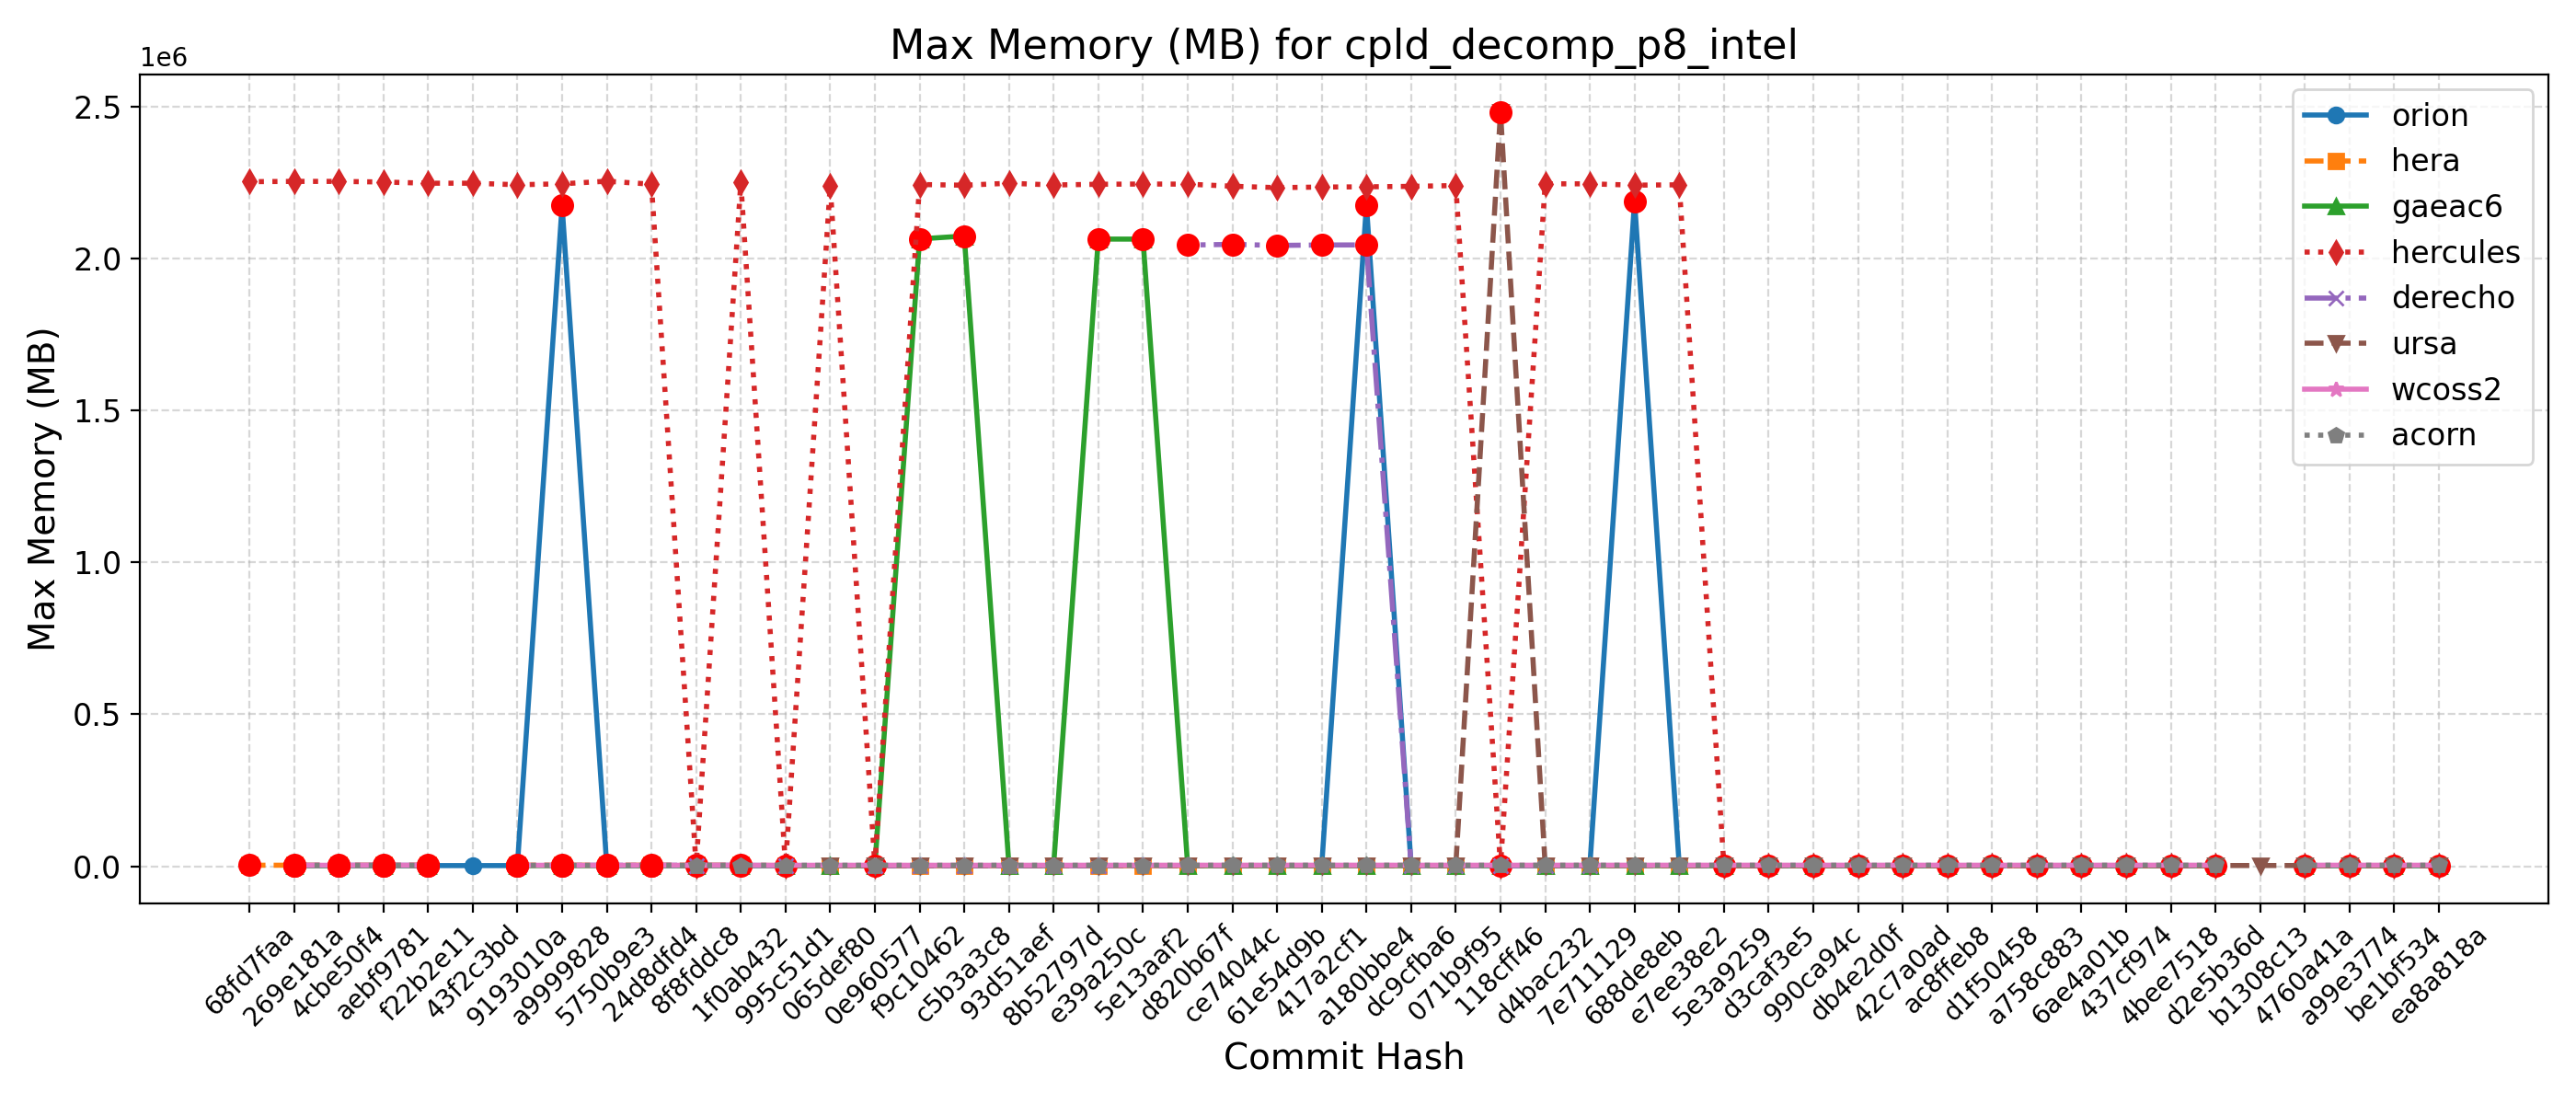 Max Memory (MB) for cpld_decomp_p8_intel
1e6
2.5
2.0
1.5
1.0
0.5
0.0
Max Memory (MB)
orion
hera
gaeac6
hercules
derecho
ursa
wcoss2
acorn
68fd7faa
269e181a
4cbe50f4
aebf9781
f22b2e11
43f2c3bd
9193010a
a9999828
5750b9e3
24d8dfd4
8f8fddc8
1f0ab432
995c51d1
065def80
0e960577
f9c10462
c5b3a3c8
93d51aef
8b52797d
e39a250c
5e13aaf2
d820b67f
ce74044c
61e54d9b
417a2cf1
a180bbe4
dc9cfba6
071b9f95
118cff46
d4bac232
7e711129
688de8eb
e7ee38e2
5e3a9259
d3caf3e5
990ca94c
db4e2d0f
42c7a0ad
ac8ffeb8
d1f50458
a758c883
6ae4a01b
437cf974
4bee7518
d2e5b36d
b1308c13
4760a41a
a99e3774
be1bf534
ea8a818a
Commit Hash